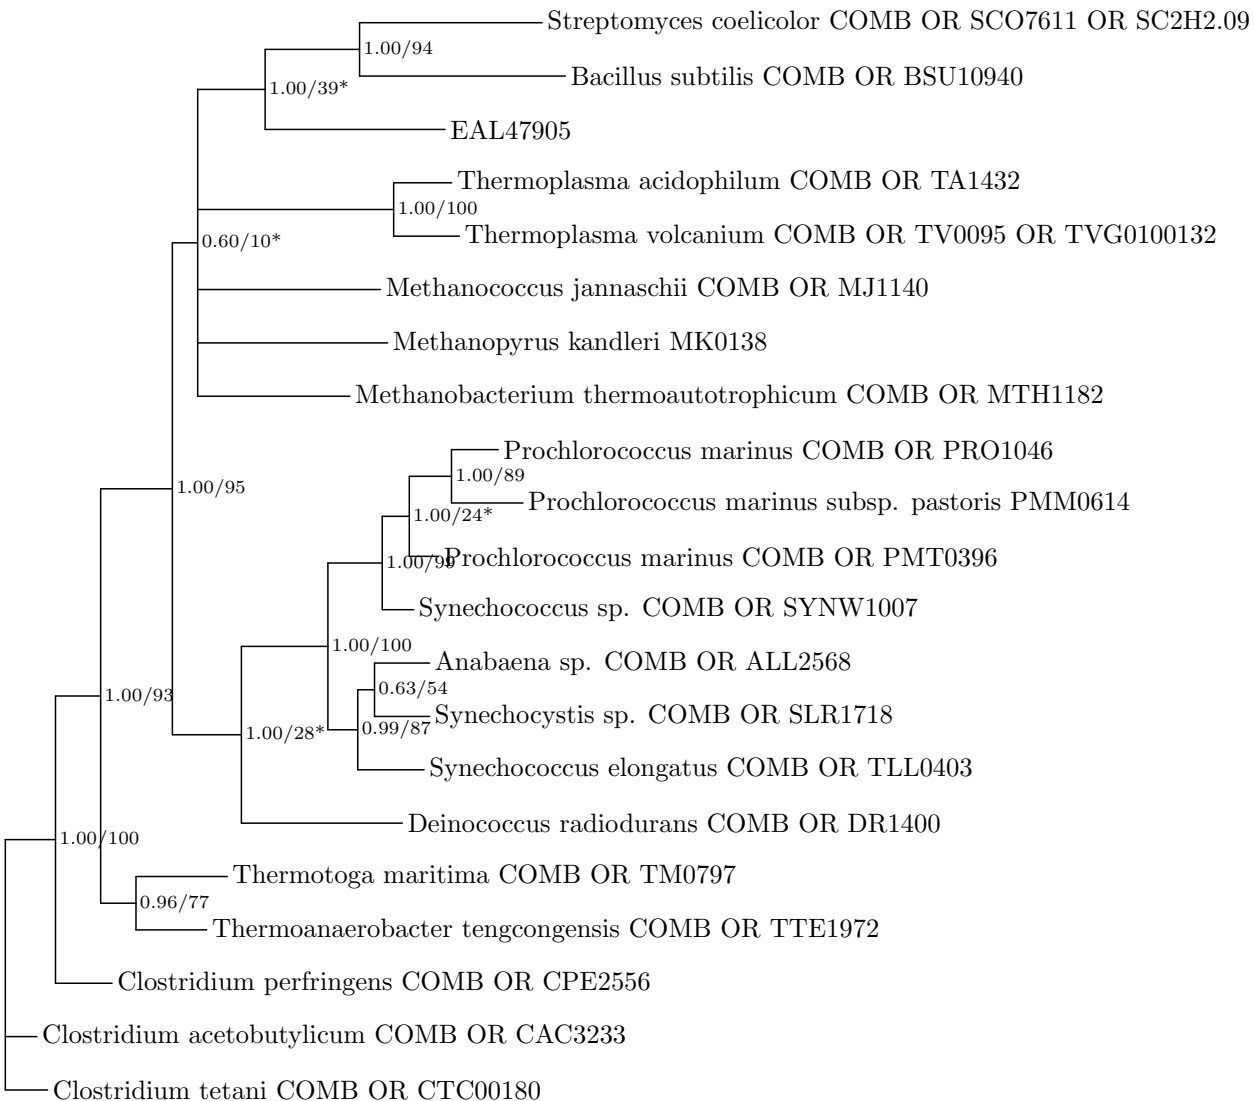 Streptomyces coelicolor COMB OR SCO7611 OR SC2H2.09
1.00/94
Bacillus subtilis COMB OR BSU10940
1.00/39*
EAL47905
Thermoplasma acidophilum COMB OR TA1432
1.00/100
Thermoplasma volcanium COMB OR TV0095 OR TVG0100132
0.60/10*
Methanococcus jannaschii COMB OR MJ1140
Methanopyrus kandleri MK0138
Methanobacterium thermoautotrophicum COMB OR MTH1182
Prochlorococcus marinus COMB OR PRO1046
1.00/89
1.00/95
Prochlorococcus marinus subsp. pastoris PMM0614
1.00/24*
Prochlorococcus marinus COMB OR PMT0396
1.00/99
Synechococcus sp. COMB OR SYNW1007
1.00/100
Anabaena sp. COMB OR ALL2568
0.63/54
1.00/93
Synechocystis sp. COMB OR SLR1718
0.99/87
1.00/28*
Synechococcus elongatus COMB OR TLL0403
Deinococcus radiodurans COMB OR DR1400
1.00/100
Thermotoga maritima COMB OR TM0797
0.96/77
Thermoanaerobacter tengcongensis COMB OR TTE1972
Clostridium perfringens COMB OR CPE2556
Clostridium acetobutylicum COMB OR CAC3233
Clostridium tetani COMB OR CTC00180